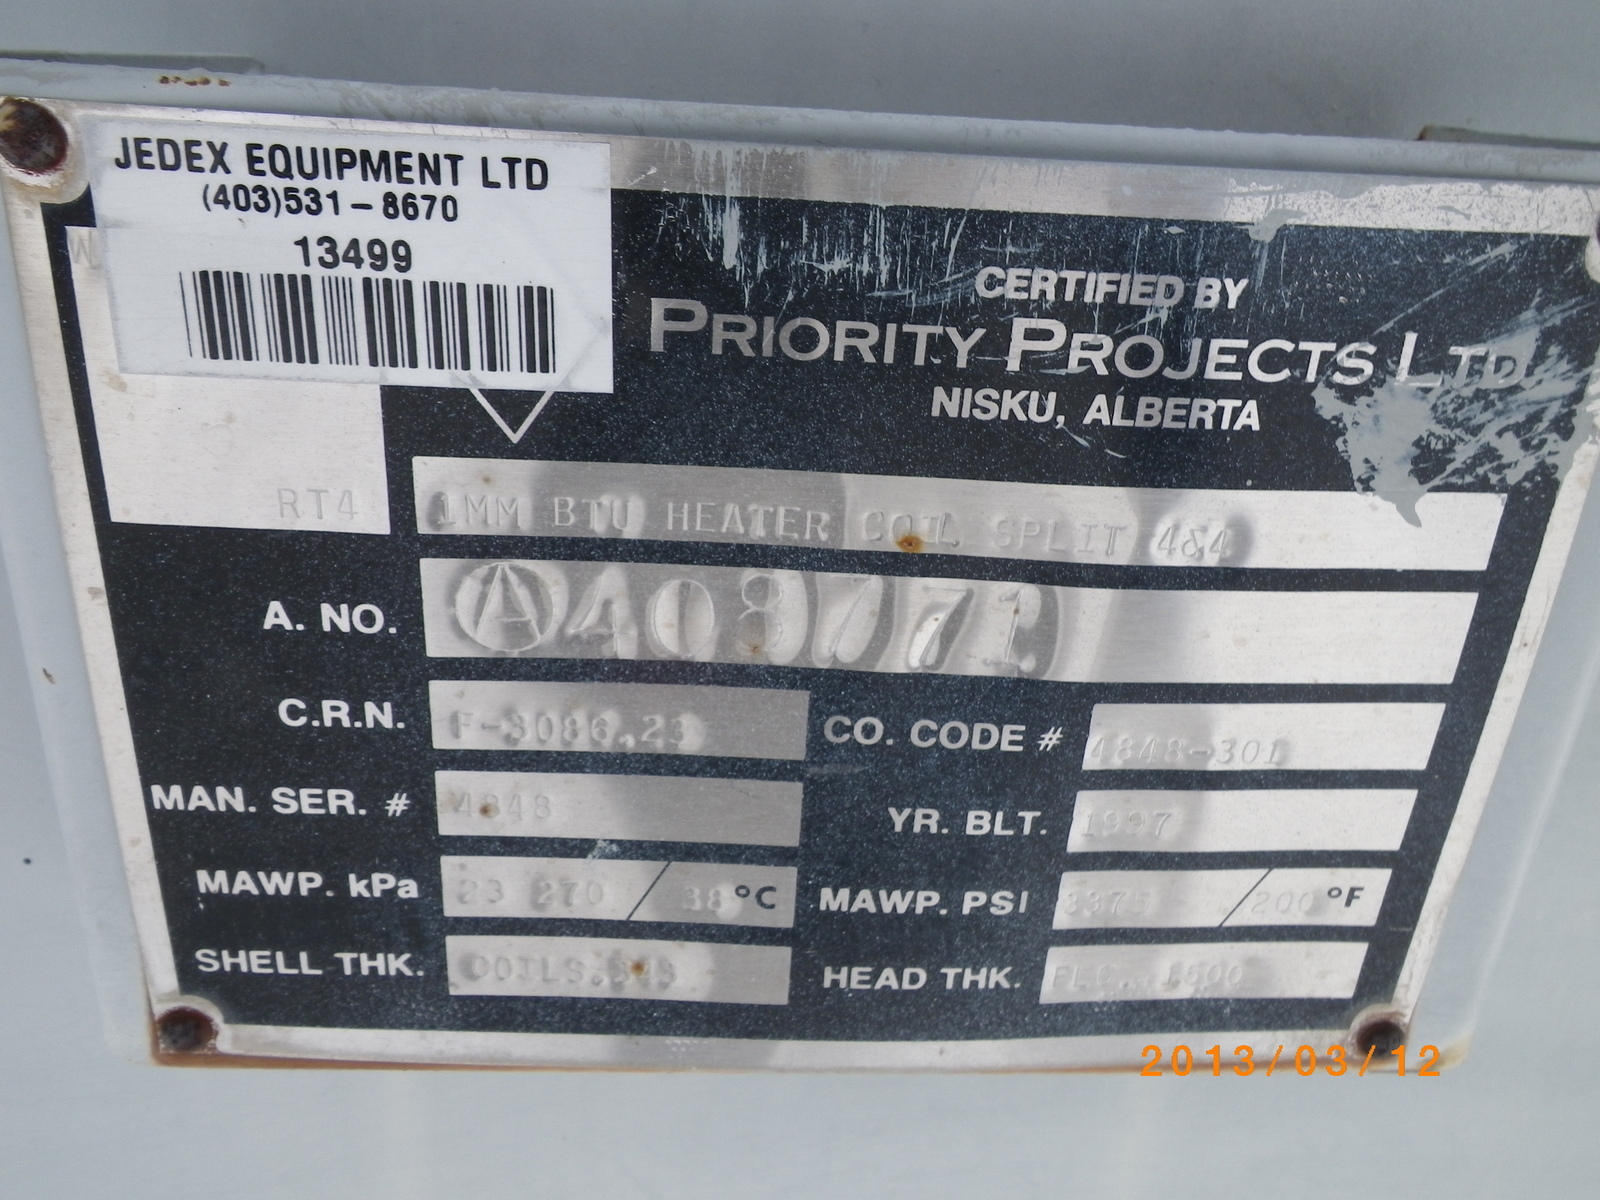 JEDEX EQUIPMENT LTD
(403)531-8670
13499
W
CERTIFIED BY
PRIORITY PROJECTS LTD
NISKU, ALBERTA
RT4
1MM BTU HEATER COIL SPLIT 4&4
A. NO. A 403771
C.R.N. F-3086.23 CO. CODE # 4848-301
MAN. SER. # 4848 YR. BLT. 1997
MAWP. kPa 23 270 / 38 °C MAWP. PSI 3375 / 200 °F
SHELL THK. COILS HEAD THK. FLG.
2013/03/12